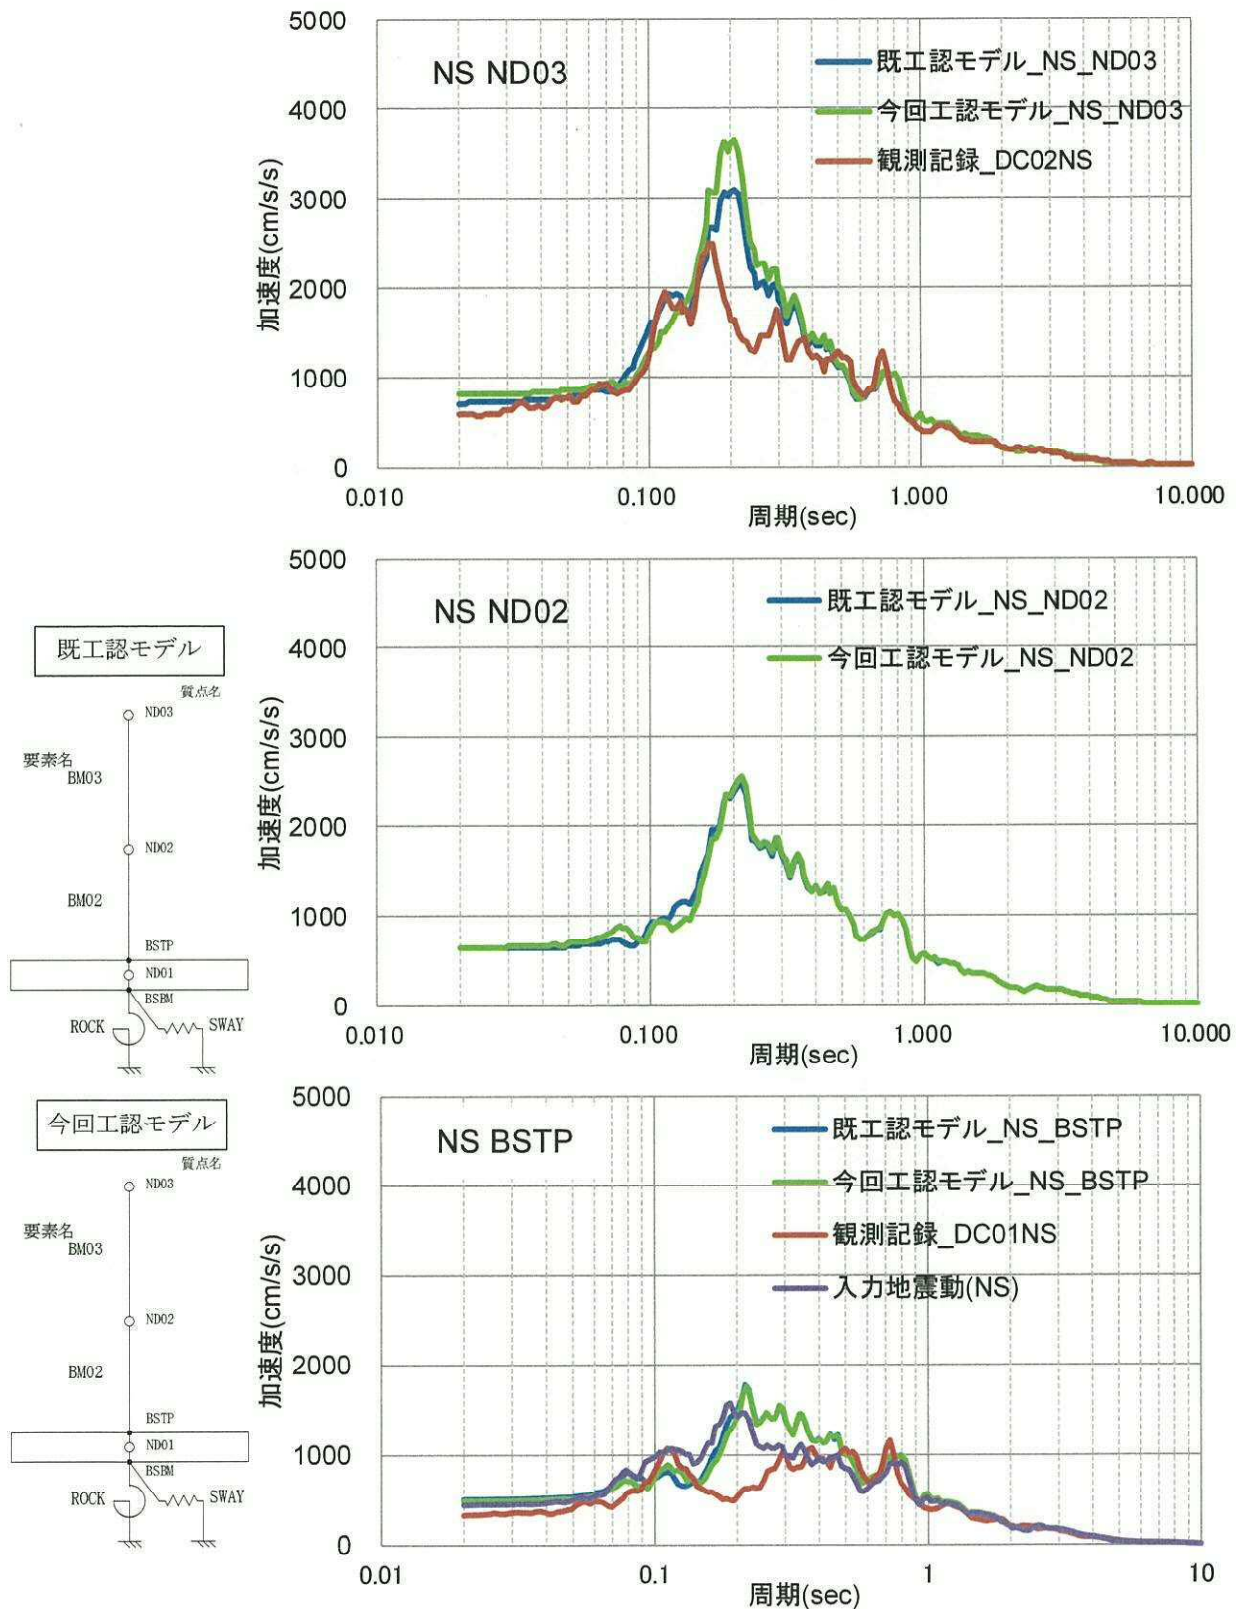 NS ND03
既工認モデル_NS_ND03
今回工認モデル_NS_ND03
観測記録_DC02NS
加速度(cm/s/s)
5000
4000
3000
2000
1000
0
0.010
0.100
1.000
10.000
周期(sec)
NS ND02
既工認モデル_NS_ND02
今回工認モデル_NS_ND02
加速度(cm/s/s)
5000
4000
3000
2000
1000
0
0.010
0.100
1.000
10.000
周期(sec)
既工認モデル
質点名
ND03
要素名
BM03
ND02
BM02
BSTP
ND01
BSBM
ROCK
SWAY
今回工認モデル
質点名
ND03
要素名
BM03
ND02
BM02
BSTP
ND01
BSBM
ROCK
SWAY
NS BSTP
既工認モデル_NS_BSTP
今回工認モデル_NS_BSTP
観測記録_DC01NS
入力地震動(NS)
加速度(cm/s/s)
5000
4000
3000
2000
1000
0
0.01
0.1
1
10
周期(sec)